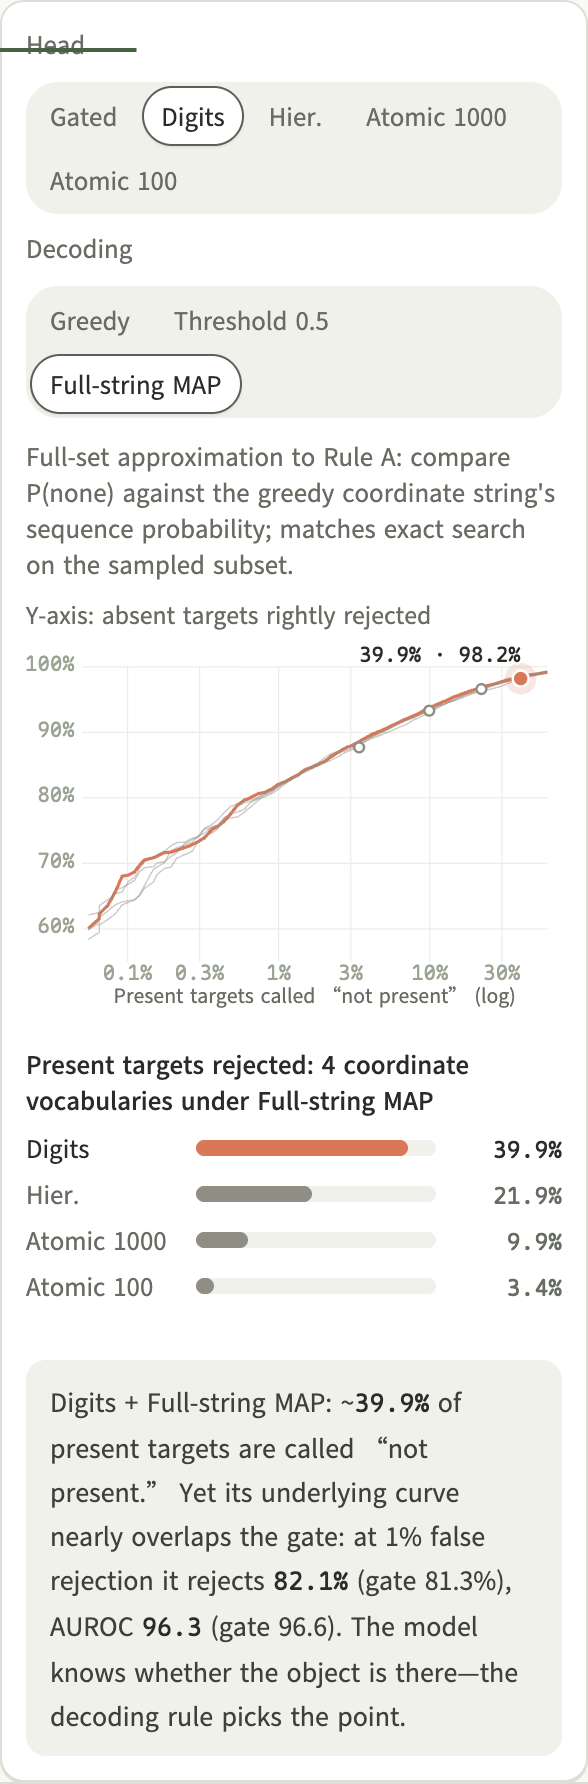 Head
Gated Digits Hier. Atomic 1000
Atomic 100
Decoding
Greedy Threshold 0.5
Full-string MAP
Full-set approximation to Rule A: compare
P(none) against the greedy coordinate string's
sequence probability; matches exact search
on the sampled subset.
Y-axis: absent targets rightly rejected
39.9% · 98.2%
100%
90%
80%
70%
60%
0.1% 0.3% 1% 3% 10% 30%
Present targets called “not present” (log)
Present targets rejected: 4 coordinate
vocabularies under Full-string MAP
Digits 39.9%
Hier. 21.9%
Atomic 1000 9.9%
Atomic 100 3.4%
Digits + Full-string MAP: ~39.9% of
present targets are called “not
present.” Yet its underlying curve
nearly overlaps the gate: at 1% false
rejection it rejects 82.1% (gate 81.3%),
AUROC 96.3 (gate 96.6). The model
knows whether the object is there—the
decoding rule picks the point.